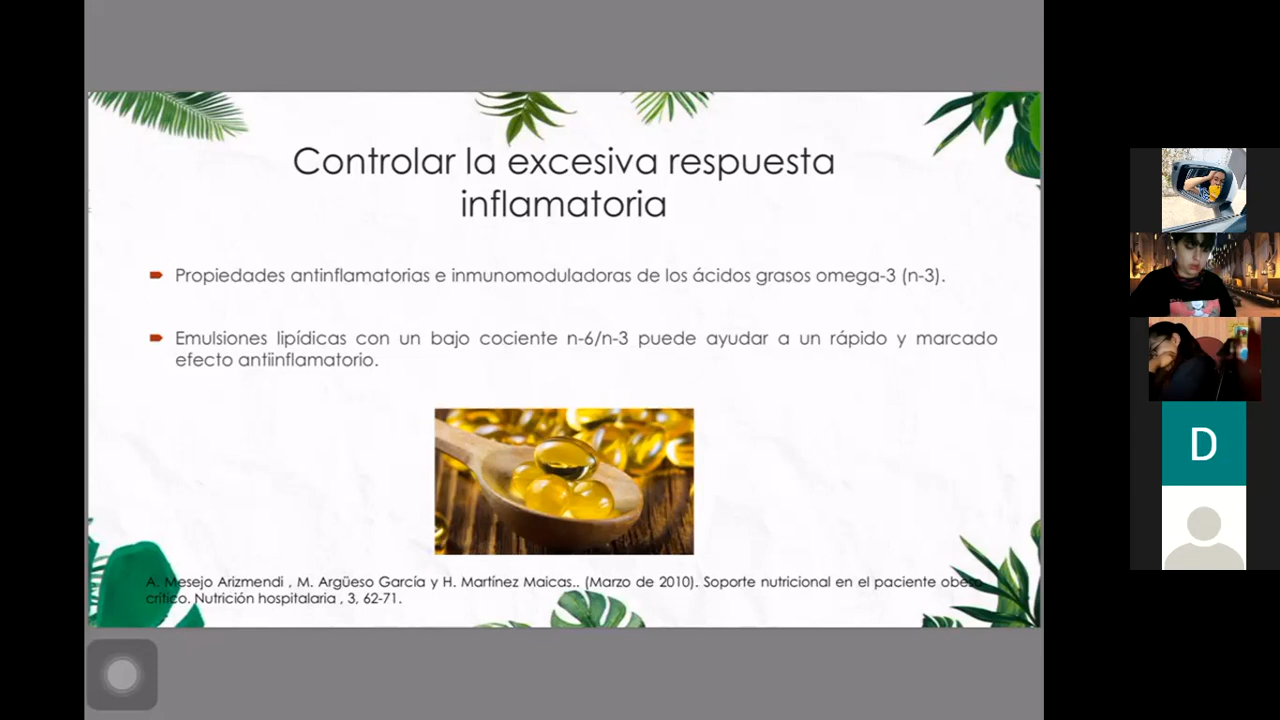 Controlar la excesiva respuesta
inflamatoria
Propiedades antinflamatorias e inmunomoduladoras de los ácidos grasos omega-3 (n-3).
Emulsiones lipídicas con un bajo cociente n-6/n-3 puede ayudar a un rápido y marcado
efecto antiinflamatorio.
A. Mesejo Arizmendi , M. Argüeso García y H. Martínez Maicas.. (Marzo de 2010). Soporte nutricional en el paciente obeso
crítico. Nutrición hospitalaria , 3, 62-71.
D